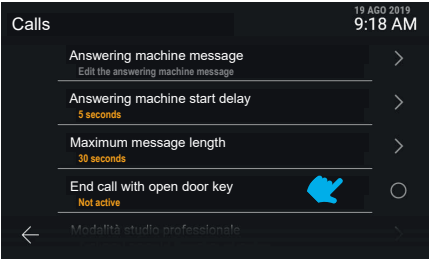 19 AGO 2019
Calls
9:18 AM
Answering machine message
Edit the answering machine message
Answering machine start delay
5 seconds
Maximum message length
30 seconds
End call with open door key
Not active
Modalità studio professionale